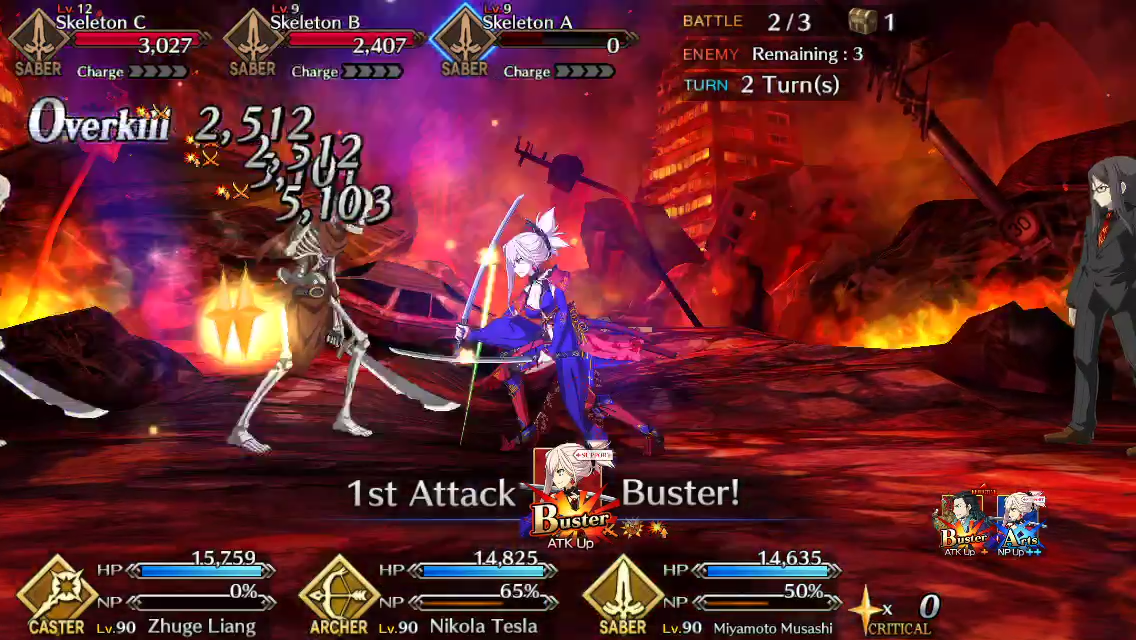 Lv.12 Skeleton C
3,027
SABER Charge
Lv.9 Skeleton B
2,407
SABER Charge
Lv.9 Skeleton A
0
SABER Charge
BATTLE 2/3 1
ENEMY Remaining : 3
TURN 2 Turn(s)
Overkill
2,512
2,512
5,103
30
1st Attack Buster!
+SUPPORT
Buster
ATK Up
Buster
ATK Up +
Arts
NP Up ++
CASTER
HP 15,759
NP 0%
Lv.90 Zhuge Liang
ARCHER
HP 14,825
NP 65%
Lv.90 Nikola Tesla
SABER
HP 14,635
NP 50%
Lv.90 Miyamoto Musashi
x 0
CRITICAL